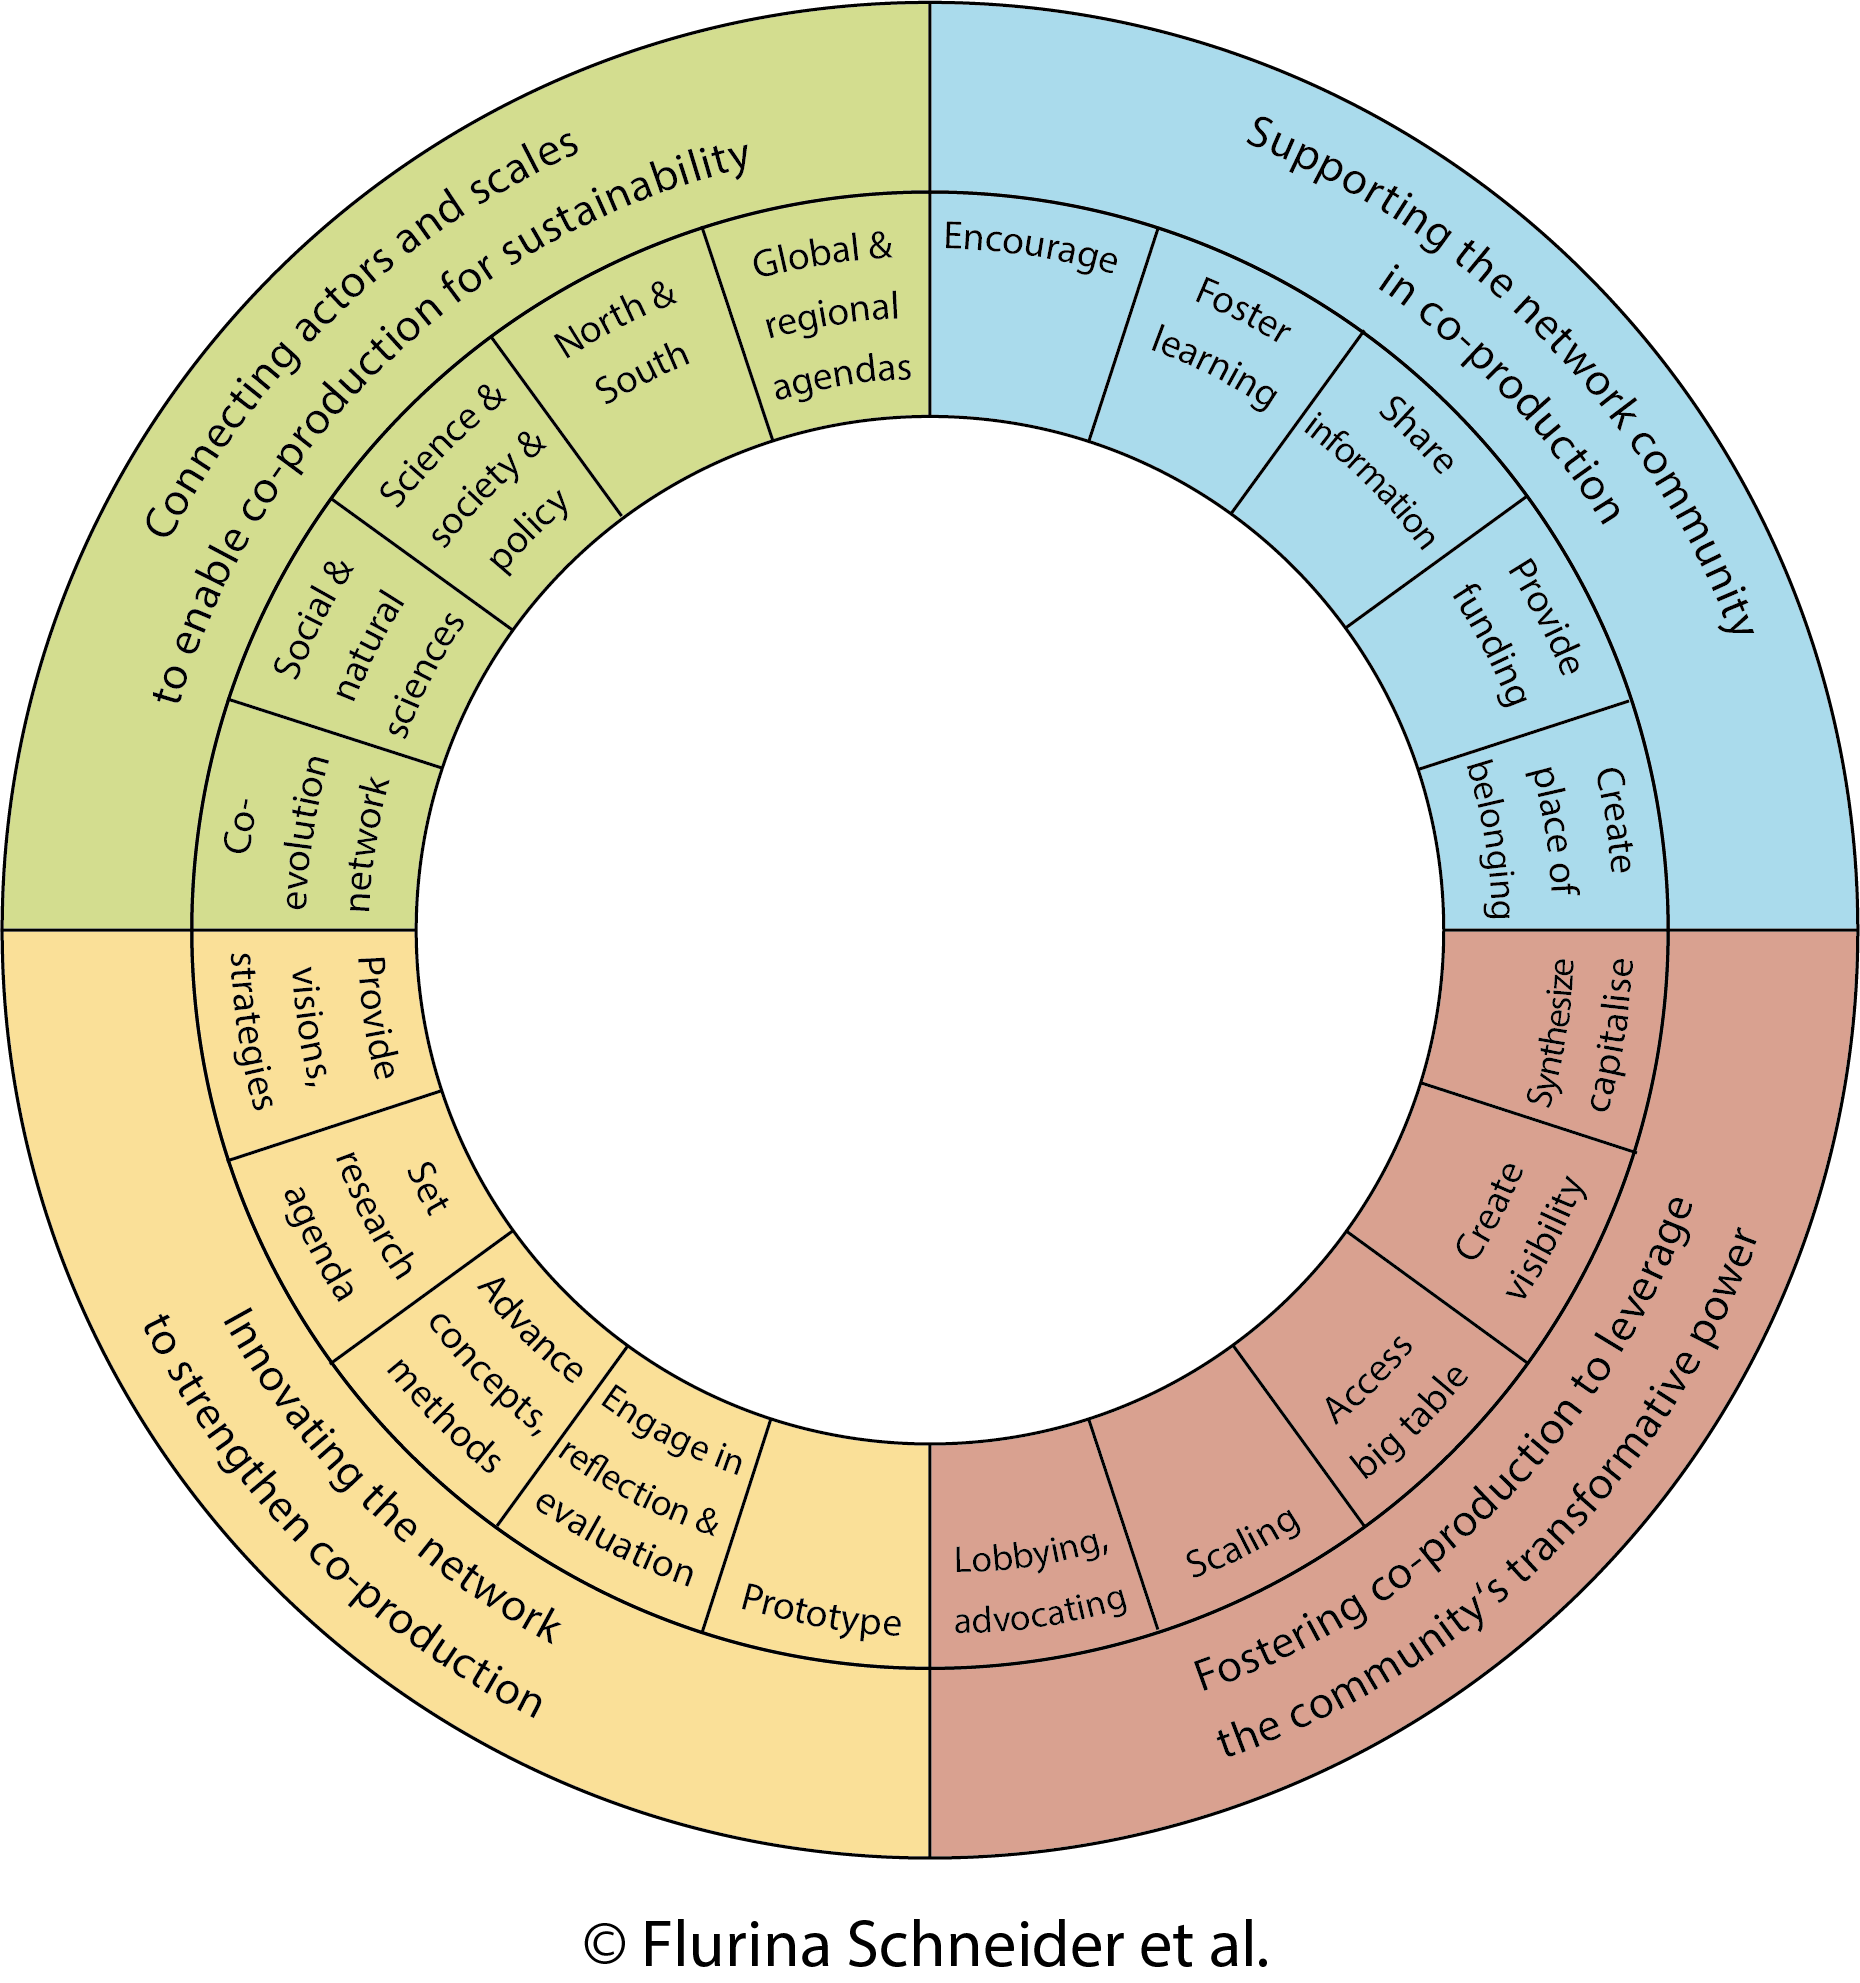 Connecting actors and scales
to enable co-production for sustainability
Co-
evolution
network
Social &
natural
sciences
Science &
society &
policy
North &
South
Global &
regional
agendas
Supporting the network community
in co-production
Encourage
Foster
learning
Share
information
Provide
funding
Create
place of
belonging
Synthesize
capitalise
Create
visibility
Access
big table
Scaling
Lobbying,
advocating
Fostering co-production to leverage
the community's transformative power
Provide
visions,
strategies
Set
research
agenda
Advance
concepts,
methods
Engage in
reflection &
evaluation
Prototype
Innovating the network
to strengthen co-production
© Flurina Schneider et al.